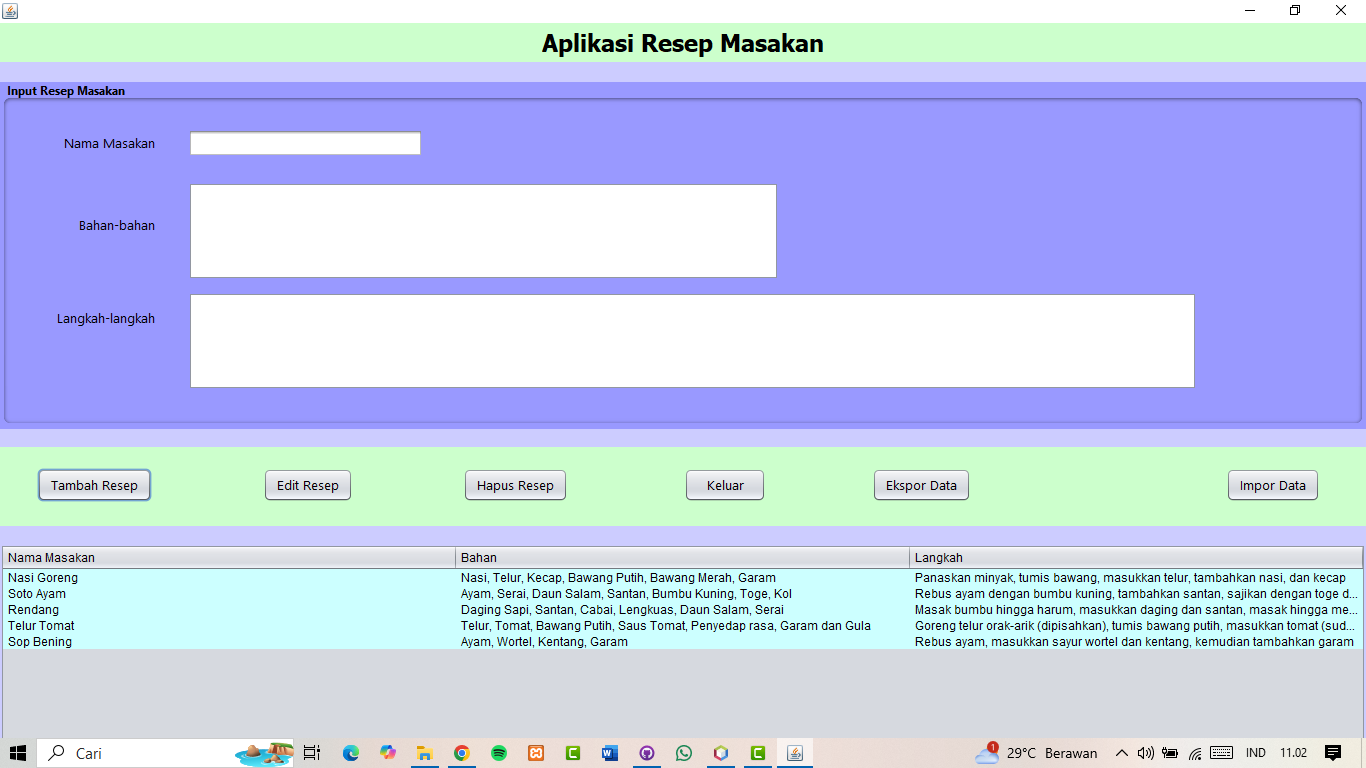 Aplikasi Resep Masakan
Input Resep Masakan
Nama Masakan
Bahan-bahan
Langkah-langkah
Tambah Resep Edit Resep Hapus Resep Keluar Ekspor Data Impor Data
Nama Masakan Bahan Langkah
Nasi Goreng Nasi, Telur, Kecap, Bawang Putih, Bawang Merah, Garam Panaskan minyak, tumis bawang, masukkan telur, tambahkan nasi, dan kecap
Soto Ayam Ayam, Serai, Daun Salam, Santan, Bumbu Kuning, Toge, Kol Rebus ayam dengan bumbu kuning, tambahkan santan, sajikan dengan toge d...
Rendang Daging Sapi, Santan, Cabai, Lengkuas, Daun Salam, Serai Masak bumbu hingga harum, masukkan daging dan santan, masak hingga me...
Telur Tomat Telur, Tomat, Bawang Putih, Saus Tomat, Penyedap rasa, Garam dan Gula Goreng telur orak-arik (dipisahkan), tumis bawang putih, masukkan tomat (sud...
Sop Bening Ayam, Wortel, Kentang, Garam Rebus ayam, masukkan sayur wortel dan kentang, kemudian tambahkan garam
Cari 1 29°C Berawan IND 11.02